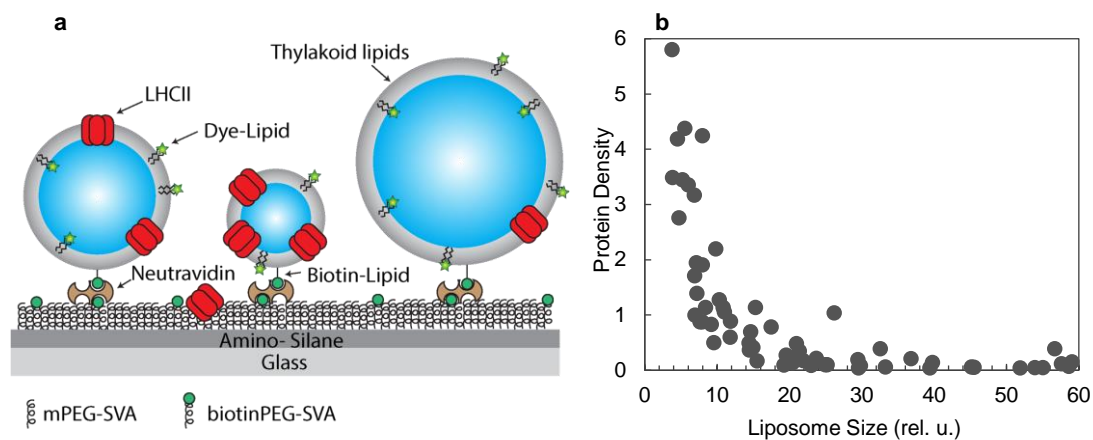 a
Thylakoid lipids
LHCII
Dye-Lipid
Neutravidin
Biotin-Lipid
Amino- Silane
Glass
mPEG-SVA
biotinPEG-SVA
b
Protein Density
6
5
4
3
2
1
0
0 10 20 30 40 50 60
Liposome Size (rel. u.)